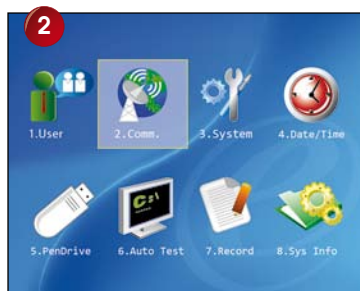 2
1.User 2.Comm. 3.System 4.Date/Time
C:\
5.PenDrive 6.Auto Test 7.Record 8.Sys Info